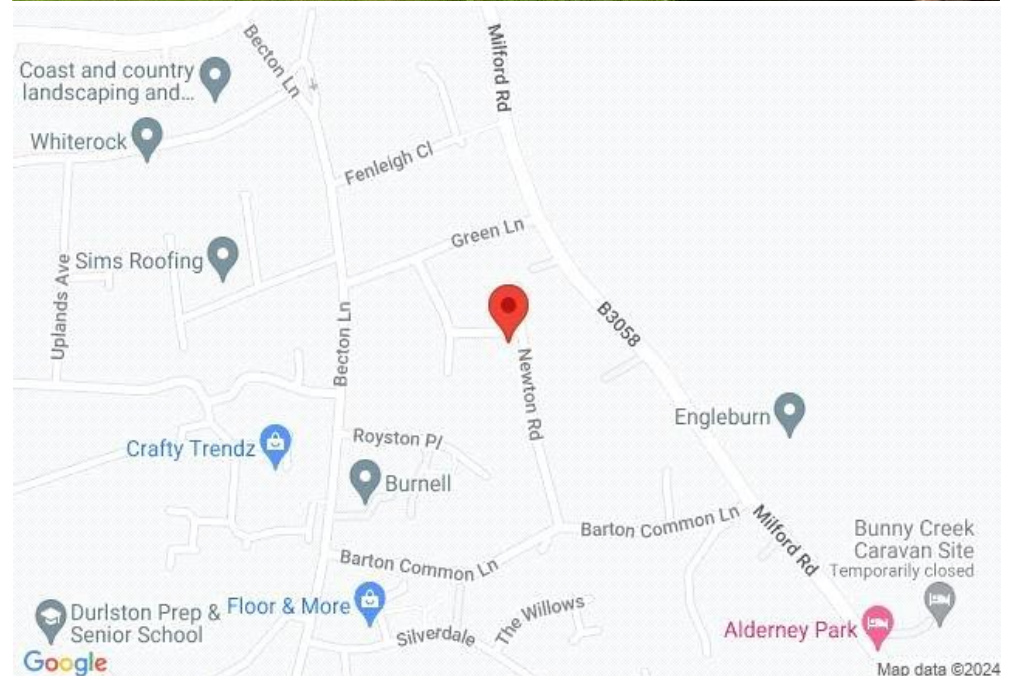 Becton Ln
Milford Rd
Coast and country
landscaping and...
Whiterock
Fenleigh Cl
Green Ln
Sims Roofing
Uplands Ave
Becton Ln
B3058
Newton Rd
Engleburn
Crafty Trendz
Royston Pl
Burnell
Barton Common Ln
Milford Rd
Bunny Creek
Caravan Site
Temporarily closed
Barton Common Ln
Durlston Prep &
Senior School
Floor & More
The Willows
Silverdale
Alderney Park
Google
Map data ©2024